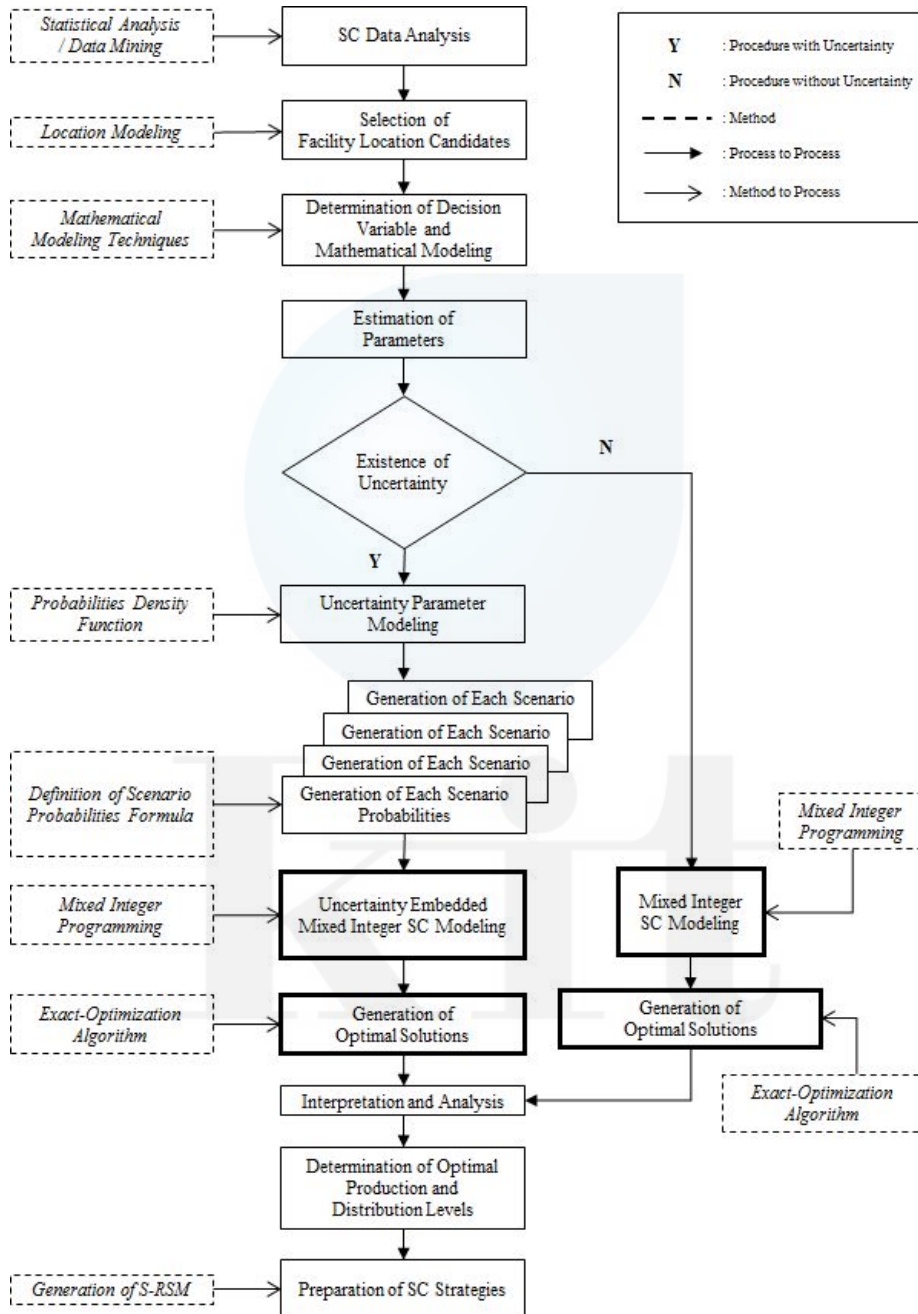 Statistical Analysis
/ Data Mining
SC Data Analysis
Y : Procedure with Uncertainty
N : Procedure without Uncertainty
: Method
: Process to Process
: Method to Process
Location Modeling
Selection of
Facility Location Candidates
Mathematical
Modeling Techniques
Determination of Decision
Variable and
Mathematical Modeling
Estimation of
Parameters
Existence of
Uncertainty
N
Y
Probabilities Density
Function
Uncertainty Parameter
Modeling
Generation of Each Scenario
Generation of Each Scenario
Generation of Each Scenario
Generation of Each Scenario
Probabilities
Definition of Scenario
Probabilities Formula
Mixed Integer
Programming
Mixed Integer
Programming
Uncertainty Embedded
Mixed Integer SC Modeling
Mixed Integer
SC Modeling
Exact-Optimization
Algorithm
Generation of
Optimal Solutions
Generation of
Optimal Solutions
Exact-Optimization
Algorithm
Interpretation and Analysis
Determination of Optimal
Production and
Distribution Levels
Generation of S-RSM
Preparation of SC Strategies
kit